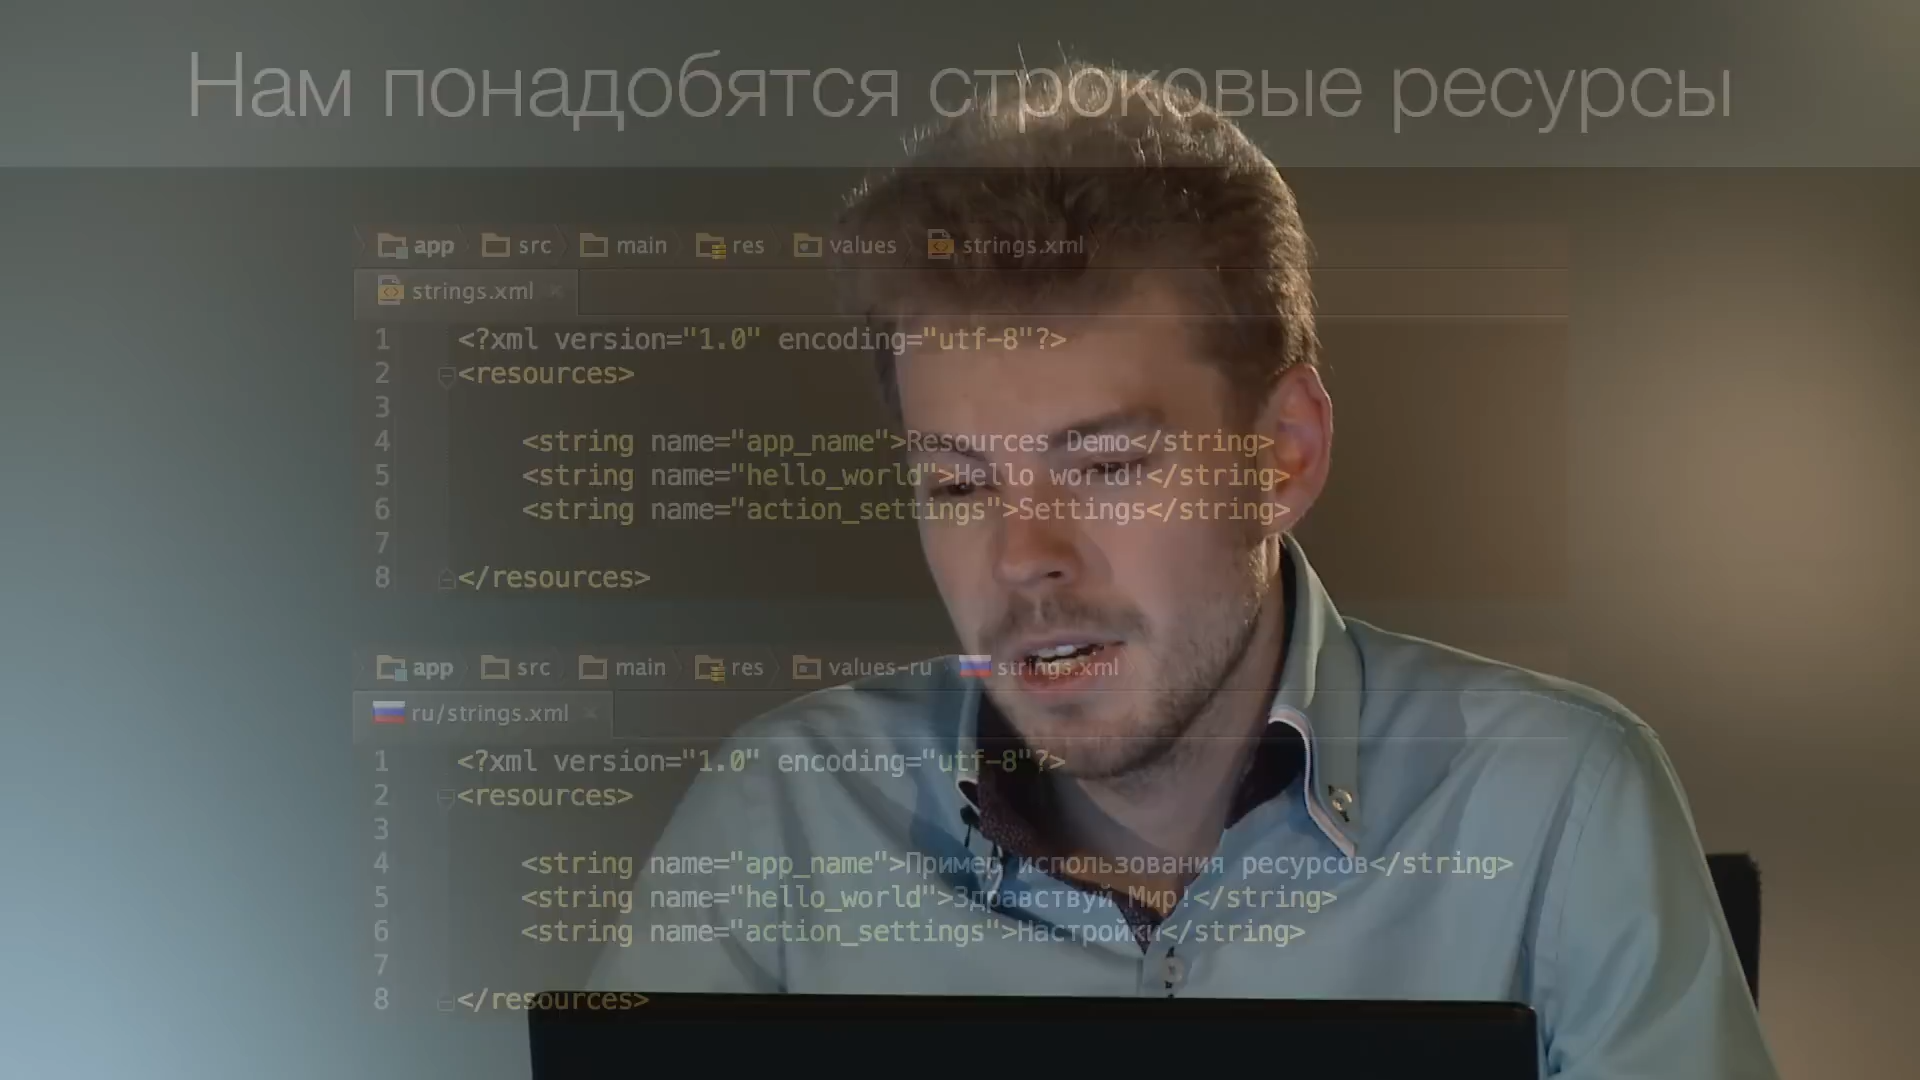 Нам понадобятся строковые ресурсы
app src main res values strings.xml
strings.xml
1 <?xml version="1.0" encoding="utf-8"?>
2 <resources>
3
4 <string name="app_name">Resources Demo</string>
5 <string name="hello_world">Hello world!</string>
6 <string name="action_settings">Settings</string>
7
8 </resources>
app src main res values-ru strings.xml
ru/strings.xml
1 <?xml version="1.0" encoding="utf-8"?>
2 <resources>
3
4 <string name="app_name">Пример использования ресурсов</string>
5 <string name="hello_world">Здравствуй Мир!</string>
6 <string name="action_settings">Настройки</string>
7
8 </resources>